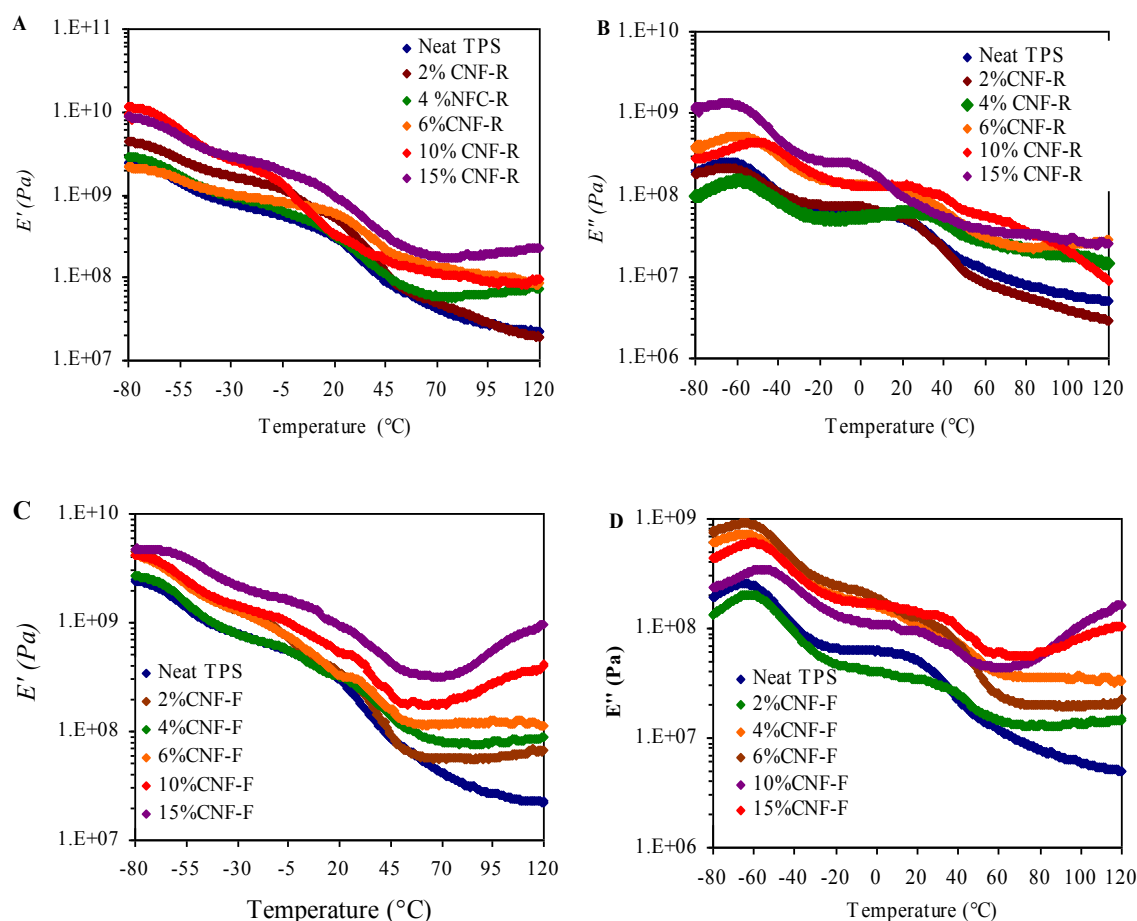 A
1.E+11
1.E+10
1.E+09
1.E+08
1.E+07
E' (Pa)
-80 -55 -30 -5 20 45 70 95 120
Temperature (°C)
Neat TPS
2% CNF-R
4 %NFC-R
6%CNF-R
10% CNF-R
15% CNF-R
B
1.E+10
1.E+09
1.E+08
1.E+07
1.E+06
E'' (Pa)
-80 -60 -40 -20 0 20 40 60 80 100 120
Temperature (°C)
Neat TPS
2%CNF-R
4% CNF-R
6%CNF-R
10% CNF-R
15% CNF-R
C
1.E+10
1.E+09
1.E+08
1.E+07
E' (Pa)
-80 -55 -30 -5 20 45 70 95 120
Temperature (°C)
Neat TPS
2%CNF-F
4%CNF-F
6%CNF-F
10%CNF-F
15%CNF-F
D
1.E+09
1.E+08
1.E+07
1.E+06
E'' (Pa)
-80 -60 -40 -20 0 20 40 60 80 100 120
Temperature (°C)
Neat TPS
2%CNF-F
4%CNF-F
6%CNF-F
10%CNF-F
15%CNF-F